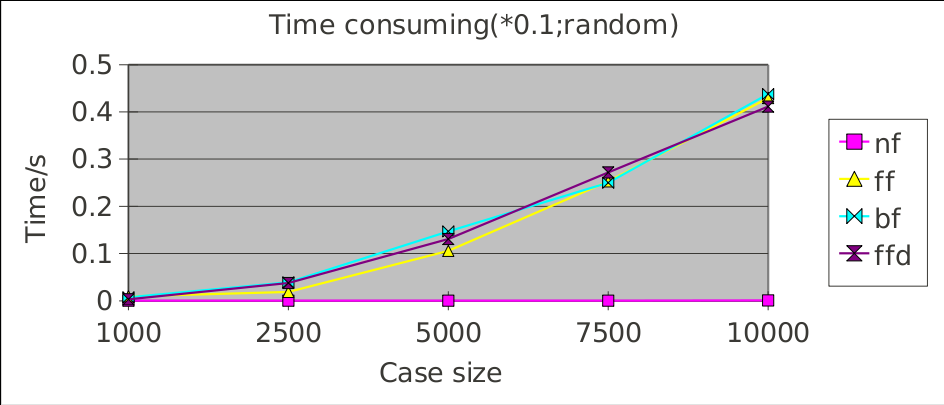 Time consuming(*0.1;random)
0.5
0.4
0.3
0.2
0.1
0
Time/s
1000 2500 5000 7500 10000
Case size
nf
ff
bf
ffd